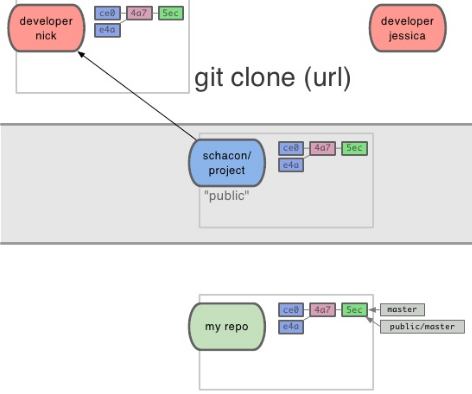 developer
nick
ce0 4a7 5ec
e4a
developer
jessica
git clone (url)
schacon/
project
ce0 4a7 5ec
e4a
"public"
my repo
ce0 4a7 5ec
e4a
master
public/master